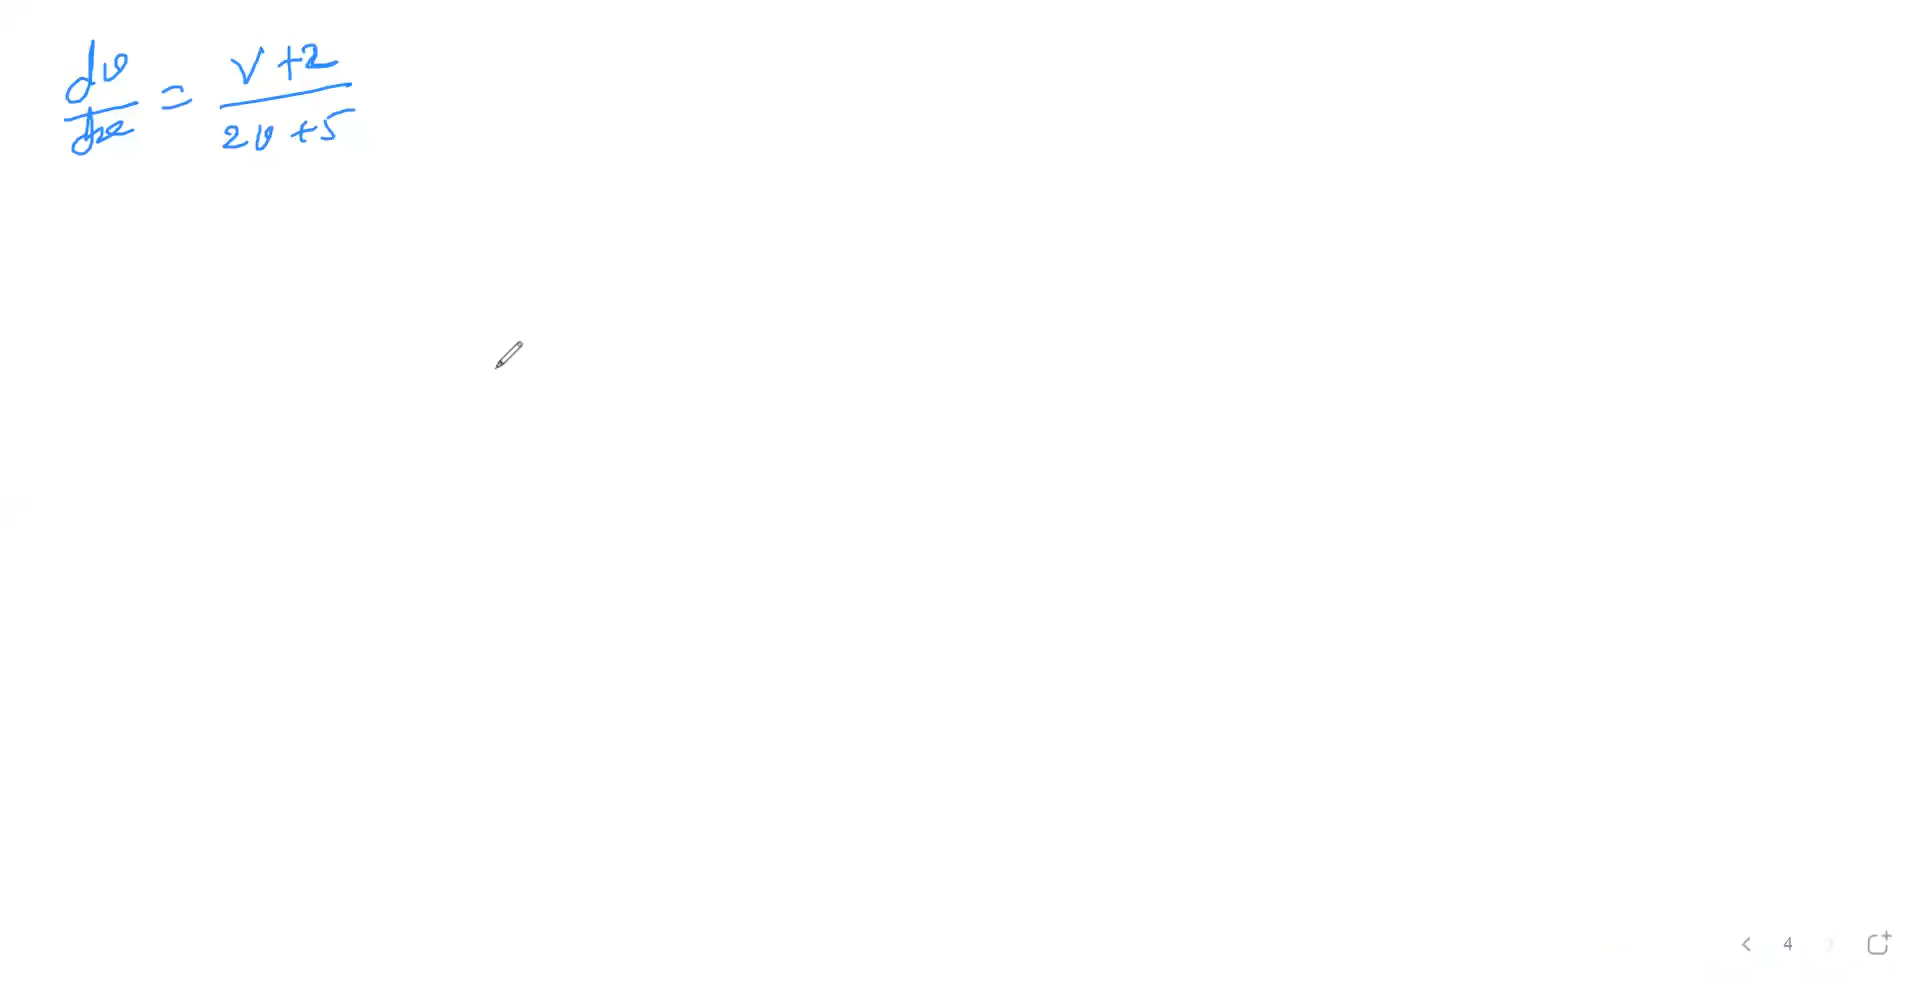 dv/dx = (v+2)/(2v+5)
4